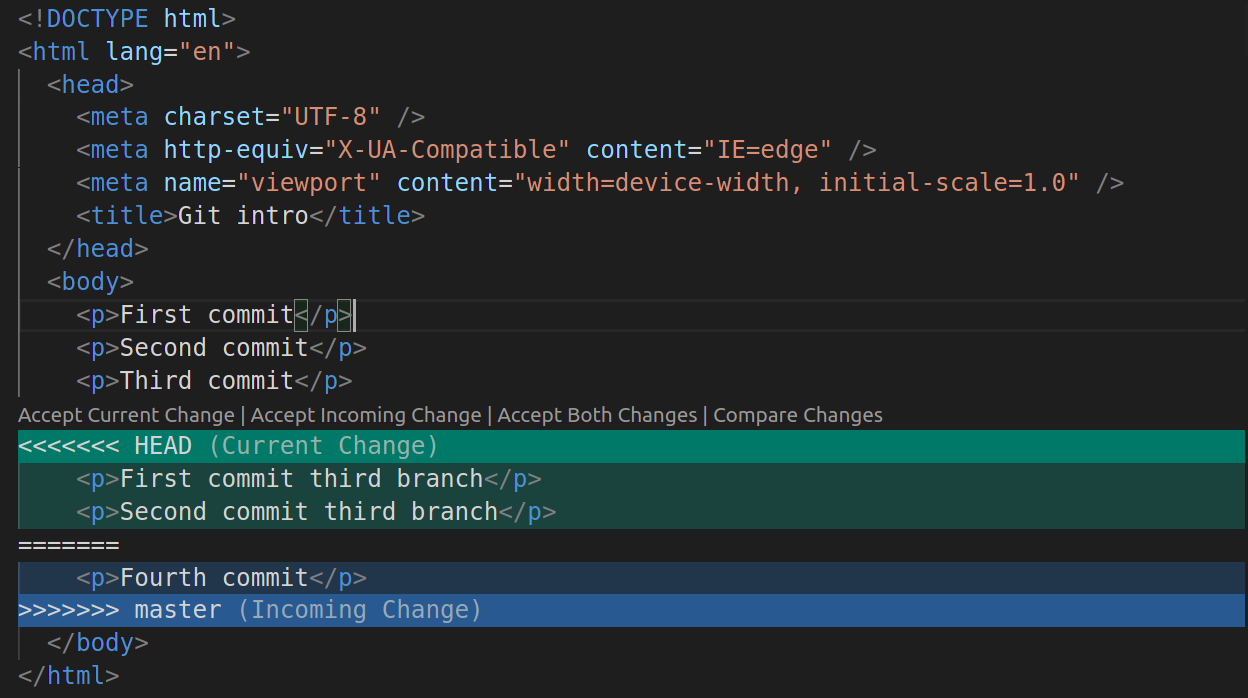 <!DOCTYPE html>
<html lang="en">
  <head>
    <meta charset="UTF-8" />
    <meta http-equiv="X-UA-Compatible" content="IE=edge" />
    <meta name="viewport" content="width=device-width, initial-scale=1.0" />
    <title>Git intro</title>
  </head>
  <body>
    <p>First commit</p>
    <p>Second commit</p>
    <p>Third commit</p>
Accept Current Change | Accept Incoming Change | Accept Both Changes | Compare Changes
<<<<<<< HEAD (Current Change)
    <p>First commit third branch</p>
    <p>Second commit third branch</p>
=======
    <p>Fourth commit</p>
>>>>>>> master (Incoming Change)
  </body>
</html>